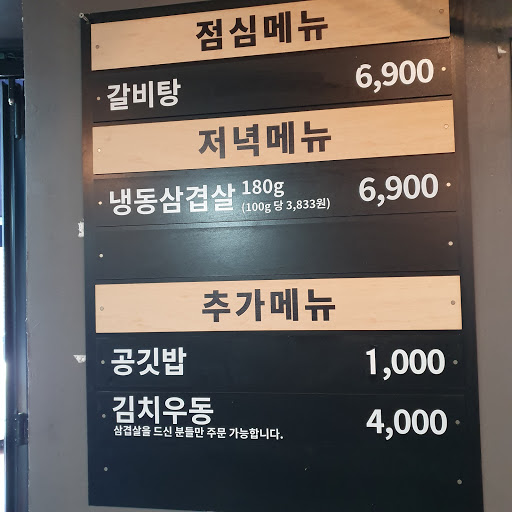 점심메뉴
갈비탕 6,900
저녁메뉴
냉동삼겹살 180g (100g 당 3,833원) 6,900
추가메뉴
공깃밥 1,000
김치우동 4,000
삼겹살을 드신 분들만 주문 가능합니다.